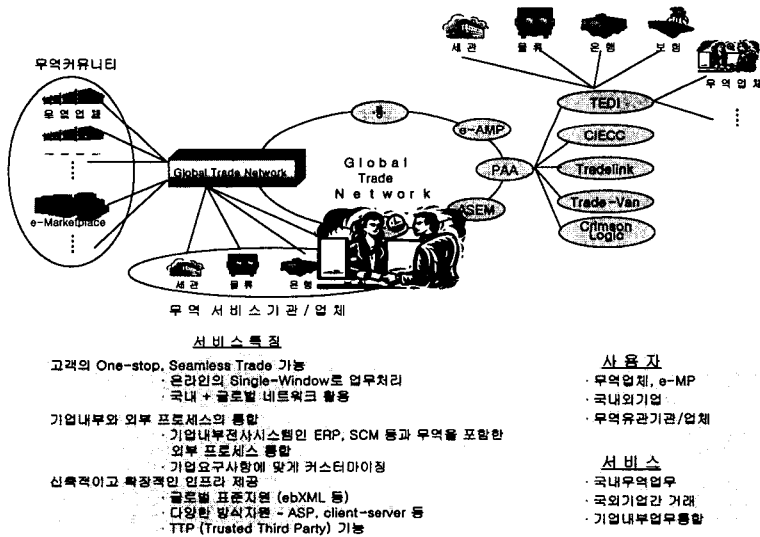 세 관
물 류
은 행
보 험
무역커뮤니티
무 역 업 체
무 역 업 체
TEDI
e-AMP
CIECC
Global
Trade
Network
PAA
Global Trade Network
Tradelink
Trade-Van
ASEM
e-Marketplace
Crimson
Logic
세 관
물 류
은 행
무 역 서 비 스 기 관 / 업 체
서 비 스 특 징
고객의 One-stop, Seamless Trade 가능
· 온라인의 Single-Window로 업무처리
· 국내 + 글로벌 네트워크 활용
기업내부와 외부 프로세스의 통합
· 기업내부전사시스템인 ERP, SCM 등과 무역을 포함한
외부 프로세스 통합
· 기업요구사항에 맞게 커스터마이징
신축적이고 확장적인 인프라 제공
· 글로벌 표준지원 (ebXML 등)
· 다양한 방식지원 - ASP, client-server 등
· TTP (Trusted Third Party) 기능
사 용 자
· 무역업체, e-MP
· 국내외기업
· 무역유관기관/업체
서 비 스
· 국내무역업무
· 국외기업간 거래
· 기업내부업무통합